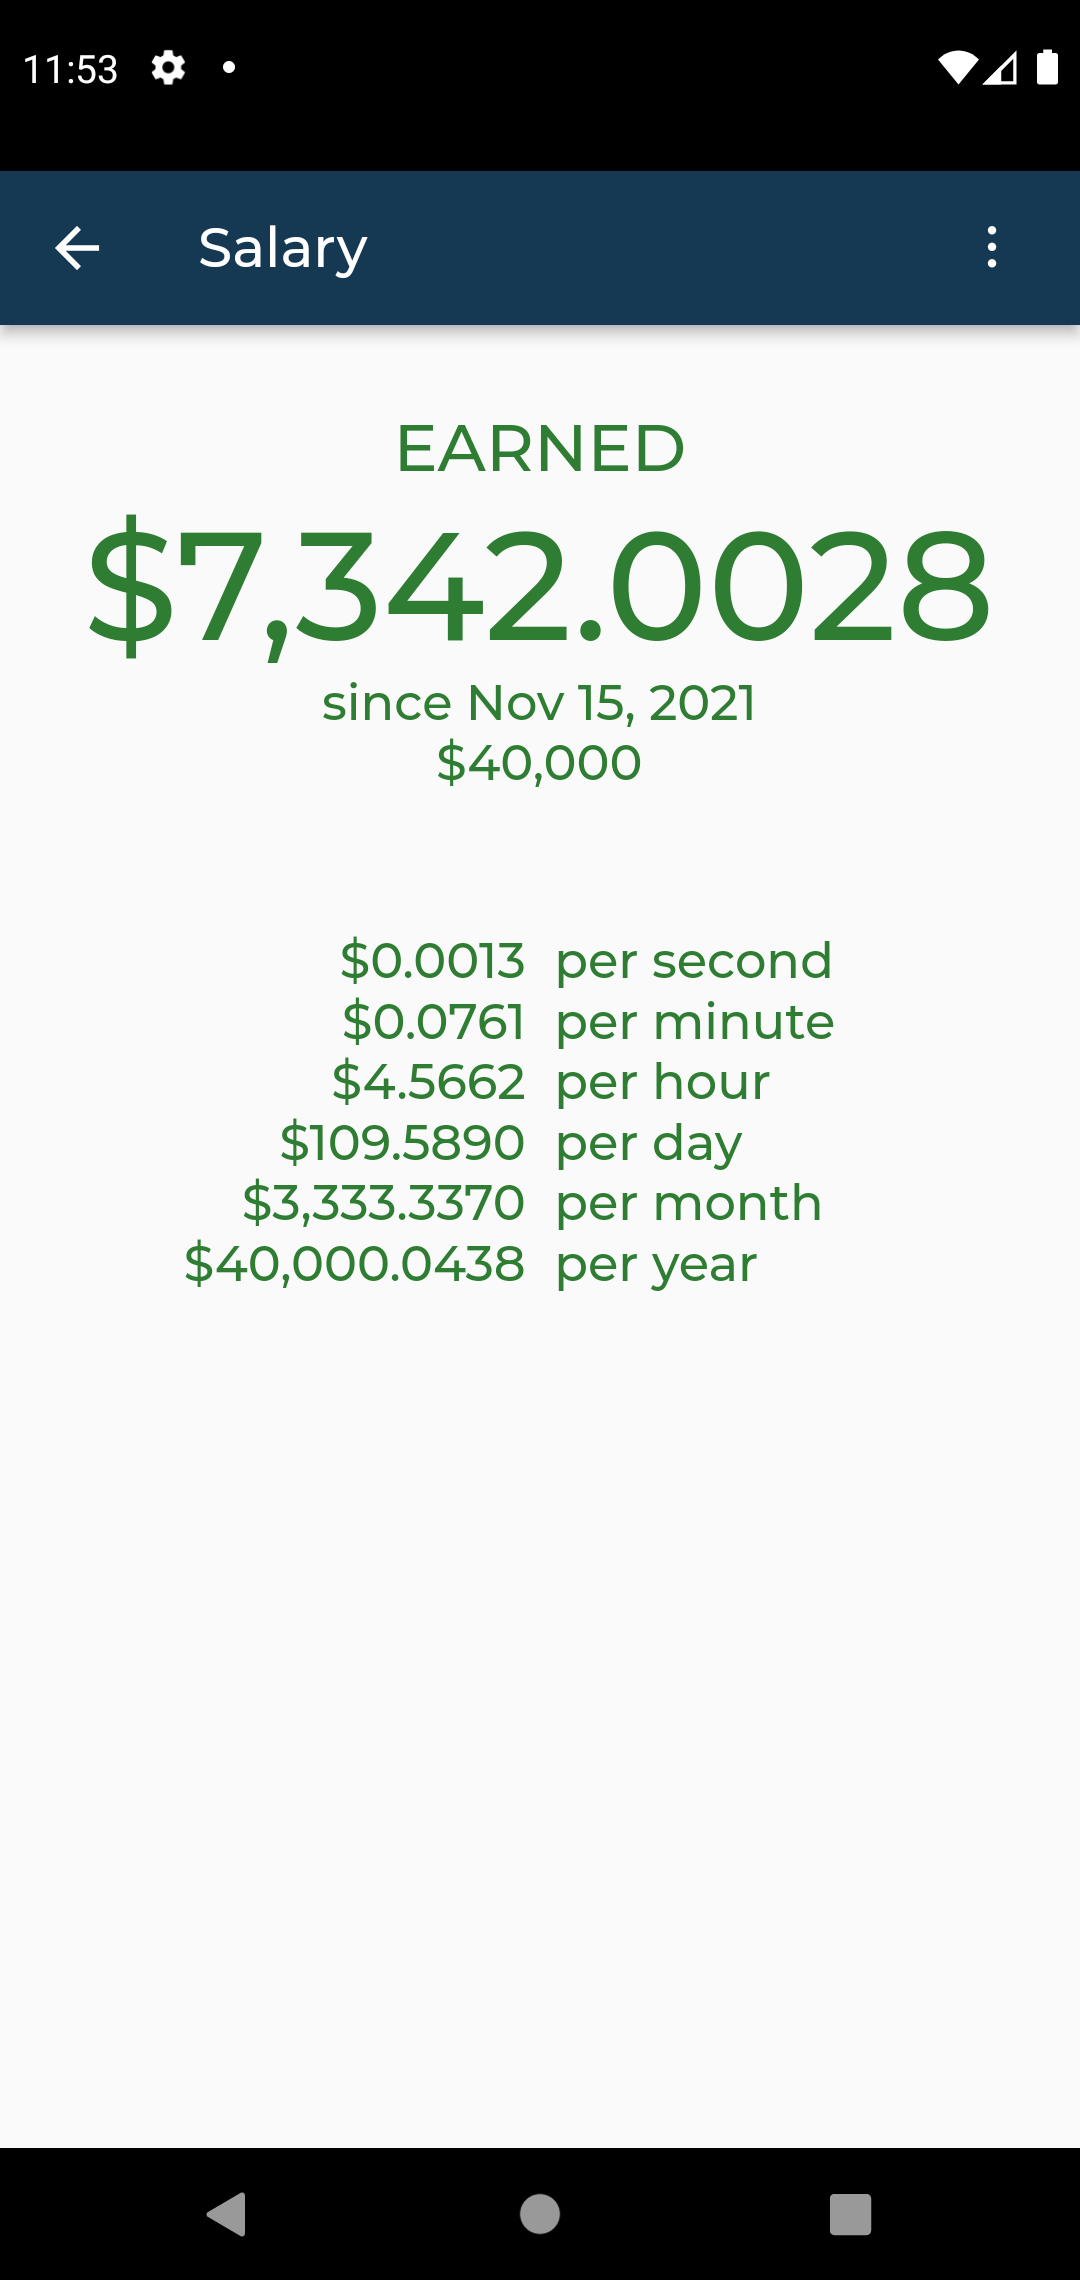 11:53
Salary
EARNED
$7,342.0028
since Nov 15, 2021
$40,000
$0.0013 per second
$0.0761 per minute
$4.5662 per hour
$109.5890 per day
$3,333.3370 per month
$40,000.0438 per year